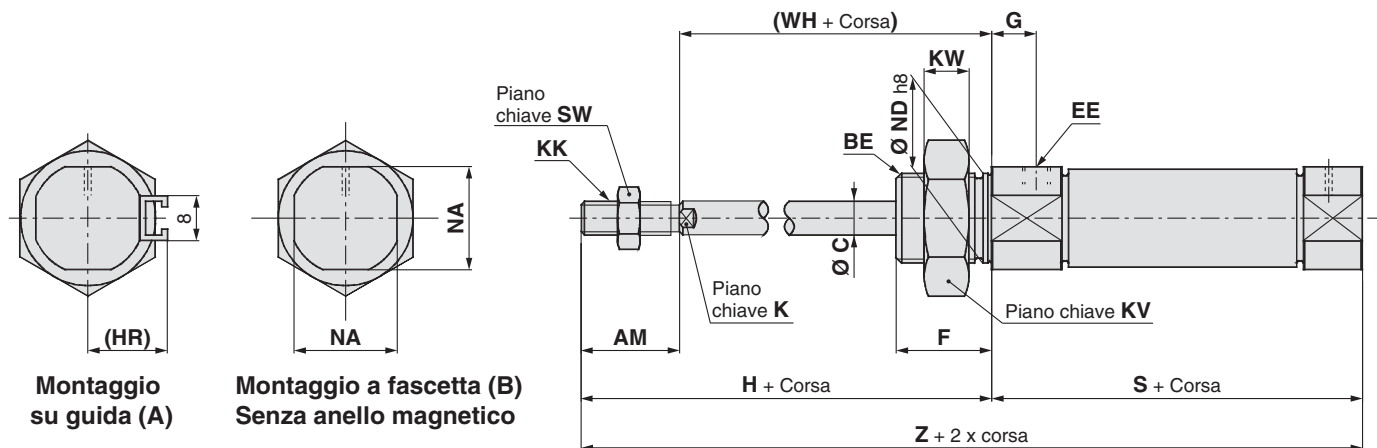 (WH + Corsa)
G
KW
Piano
chiave SW
Ø ND h8
EE
KK
BE
8
NA
Ø C
Piano
chiave K
Piano chiave KV
(HR)
NA
AM
F
Montaggio
su guida (A)
Montaggio a fascetta (B)
Senza anello magnetico
H + Corsa
S + Corsa
Z + 2 x corsa